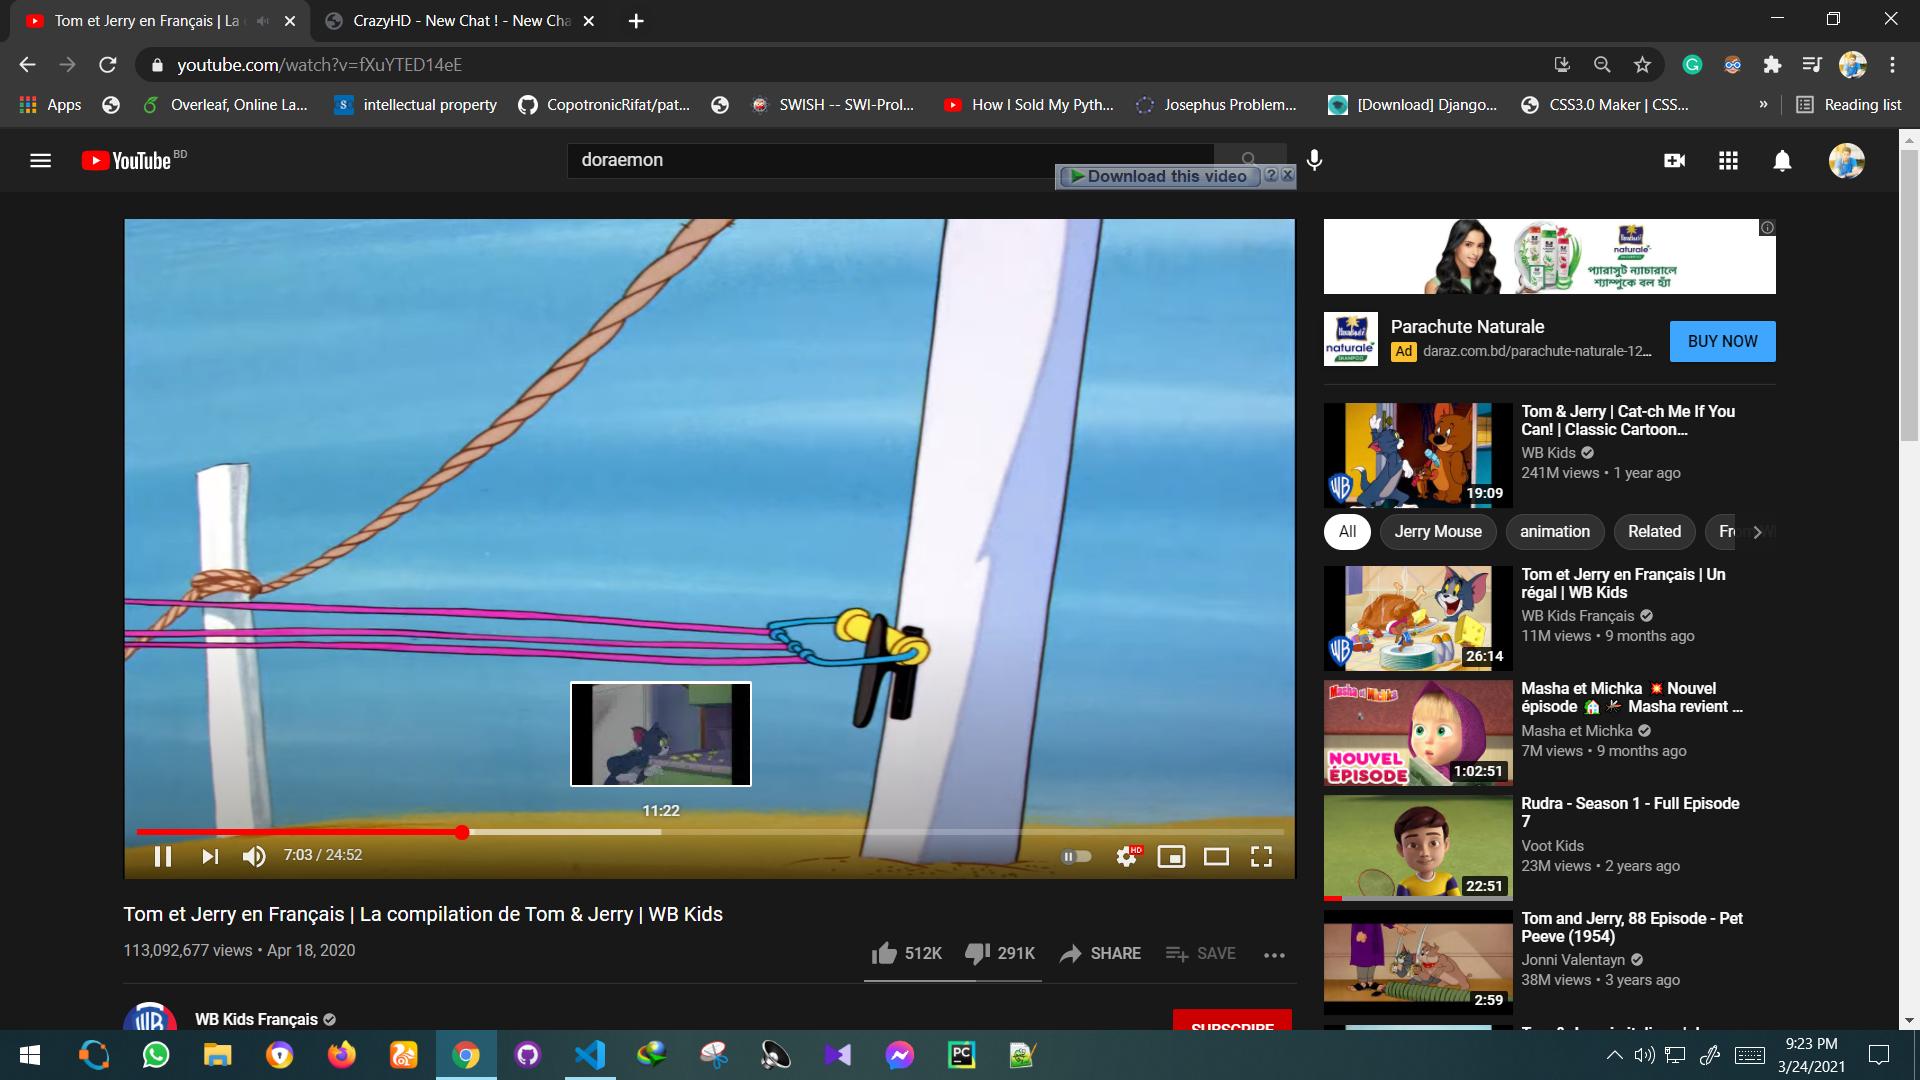 Tom et Jerry en Français | La
CrazyHD - New Chat ! - New Cha
youtube.com/watch?v=fXuYTED14eE
Apps
Overleaf, Online La...
intellectual property
CopotronicRifat/pat...
SWISH -- SWI-Prol...
How I Sold My Pyth...
Josephus Problem...
[Download] Django...
CSS3.0 Maker | CSS...
»
Reading list
YouTube BD
doraemon
Download this video
naturale
প্যারাসুট ন্যাচারালে
শ্যাম্পুকে বল হ্যাঁ
naturale
SHAMPOO
Parachute Naturale
Ad daraz.com.bd/parachute-naturale-12...
BUY NOW
Tom & Jerry | Cat-ch Me If You
Can! | Classic Cartoon...
WB Kids
241M views • 1 year ago
WB
19:09
All
Jerry Mouse
animation
Related
Tom et Jerry en Français | Un
régal | WB Kids
WB Kids Français
11M views • 9 months ago
WB
26:14
Masha et Michka 💥 Nouvel
épisode 🏠 Masha revient ...
Masha et Michka
7M views • 9 months ago
NOUVEL
ÉPISODE
1:02:51
Rudra - Season 1 - Full Episode
7
Voot Kids
23M views • 2 years ago
22:51
Tom and Jerry, 88 Episode - Pet
Peeve (1954)
Jonni Valentayn
38M views • 3 years ago
2:59
11:22
7:03 / 24:52
HD
Tom et Jerry en Français | La compilation de Tom & Jerry | WB Kids
113,092,677 views • Apr 18, 2020
512K
291K
SHARE
SAVE
WB
WB Kids Français
SUBSCRIBE
PC
9:23 PM
3/24/2021